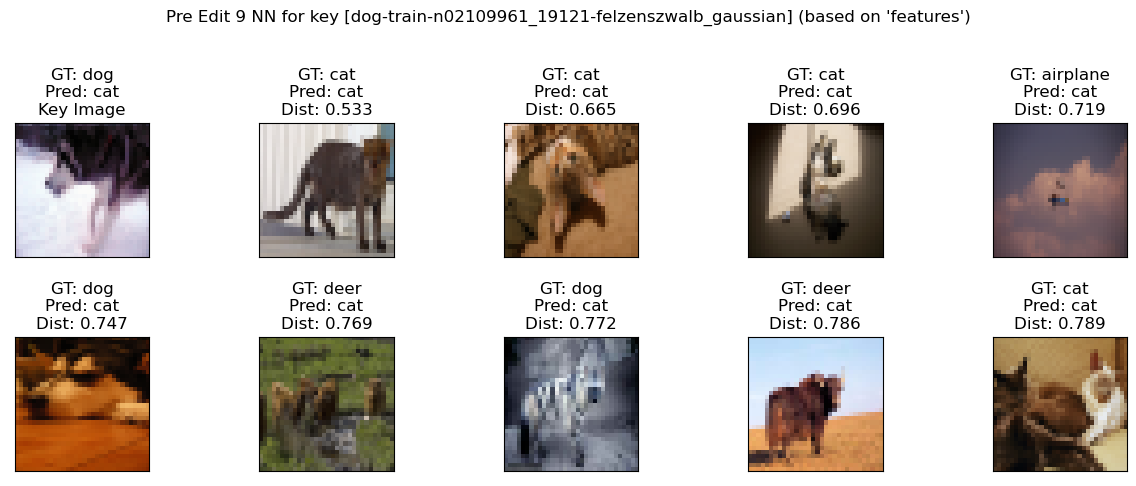 Pre Edit 9 NN for key [dog-train-n02109961_19121-felzenszwalb_gaussian] (based on 'features')
GT: dog
Pred: cat
Key Image
GT: cat
Pred: cat
Dist: 0.533
GT: cat
Pred: cat
Dist: 0.665
GT: cat
Pred: cat
Dist: 0.696
GT: airplane
Pred: cat
Dist: 0.719
GT: dog
Pred: cat
Dist: 0.747
GT: deer
Pred: cat
Dist: 0.769
GT: dog
Pred: cat
Dist: 0.772
GT: deer
Pred: cat
Dist: 0.786
GT: cat
Pred: cat
Dist: 0.789